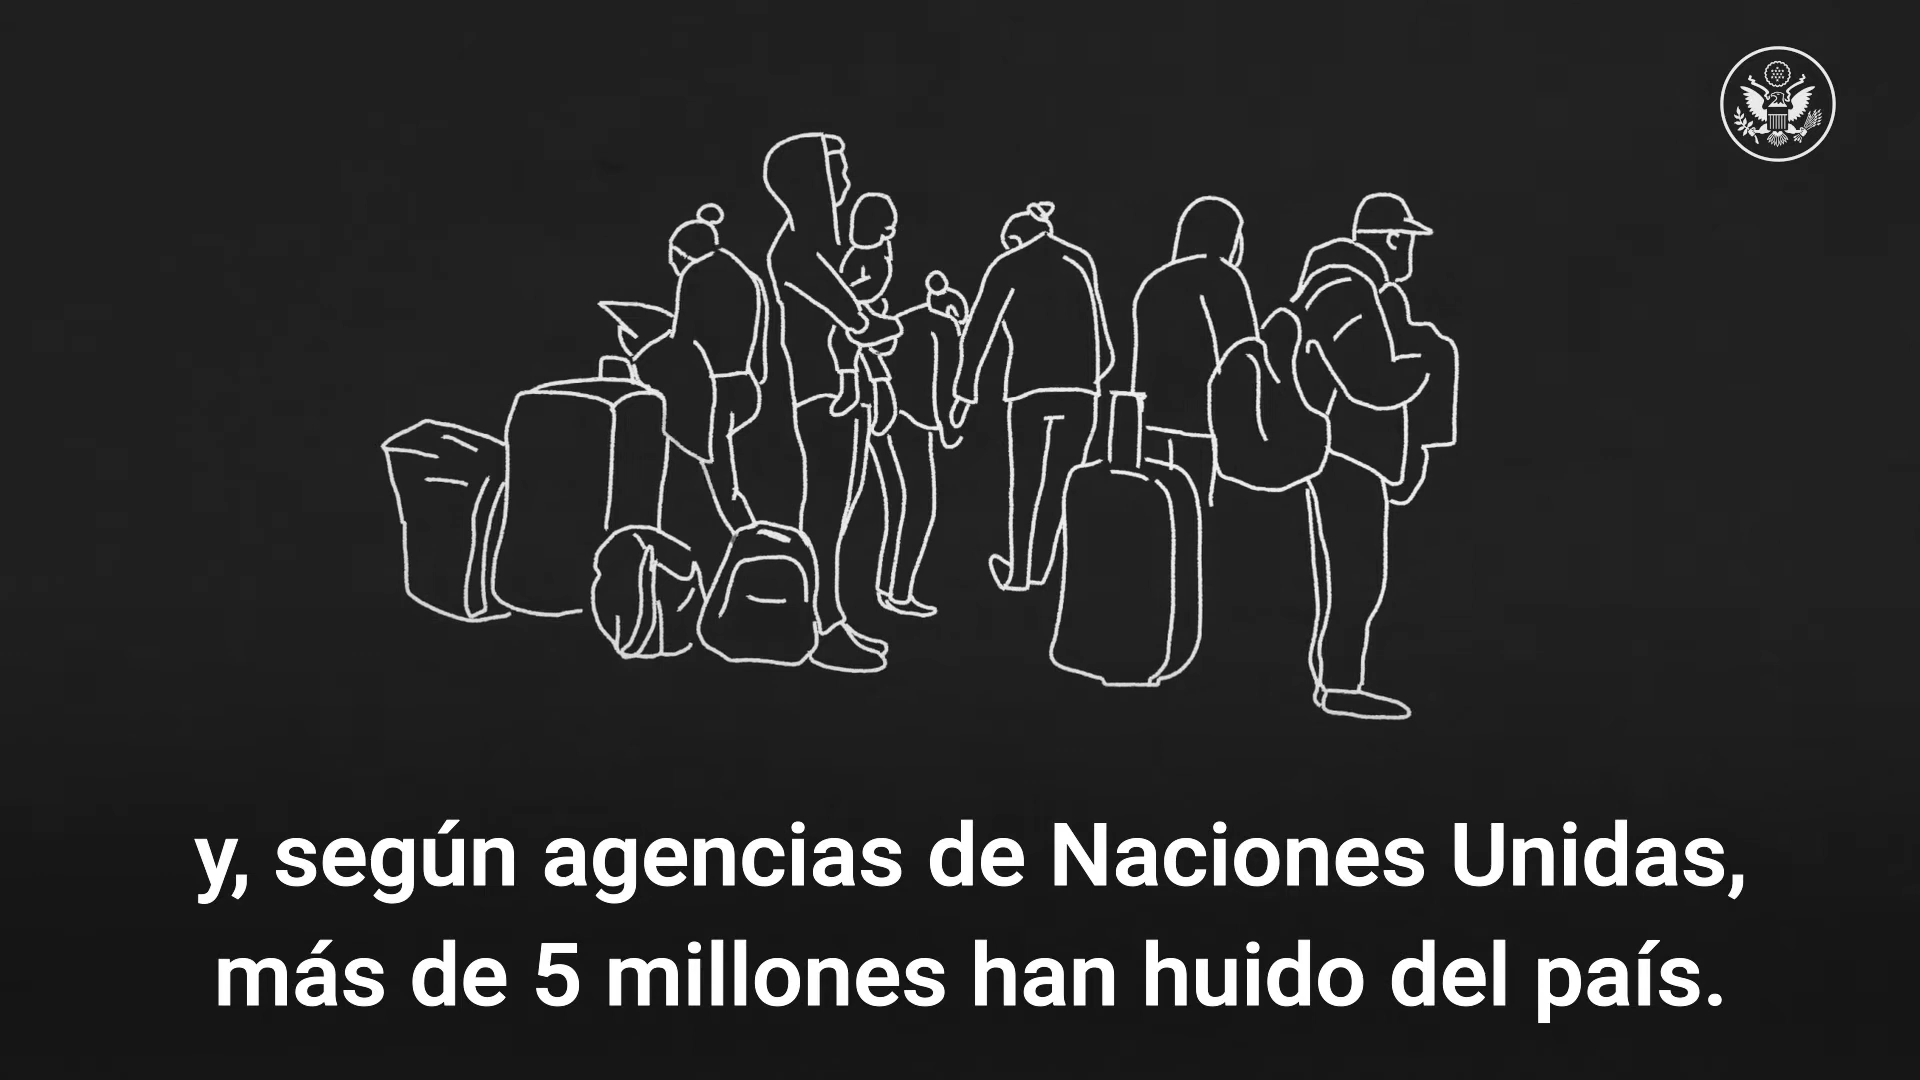 y, según agencias de Naciones Unidas,
más de 5 millones han huido del país.